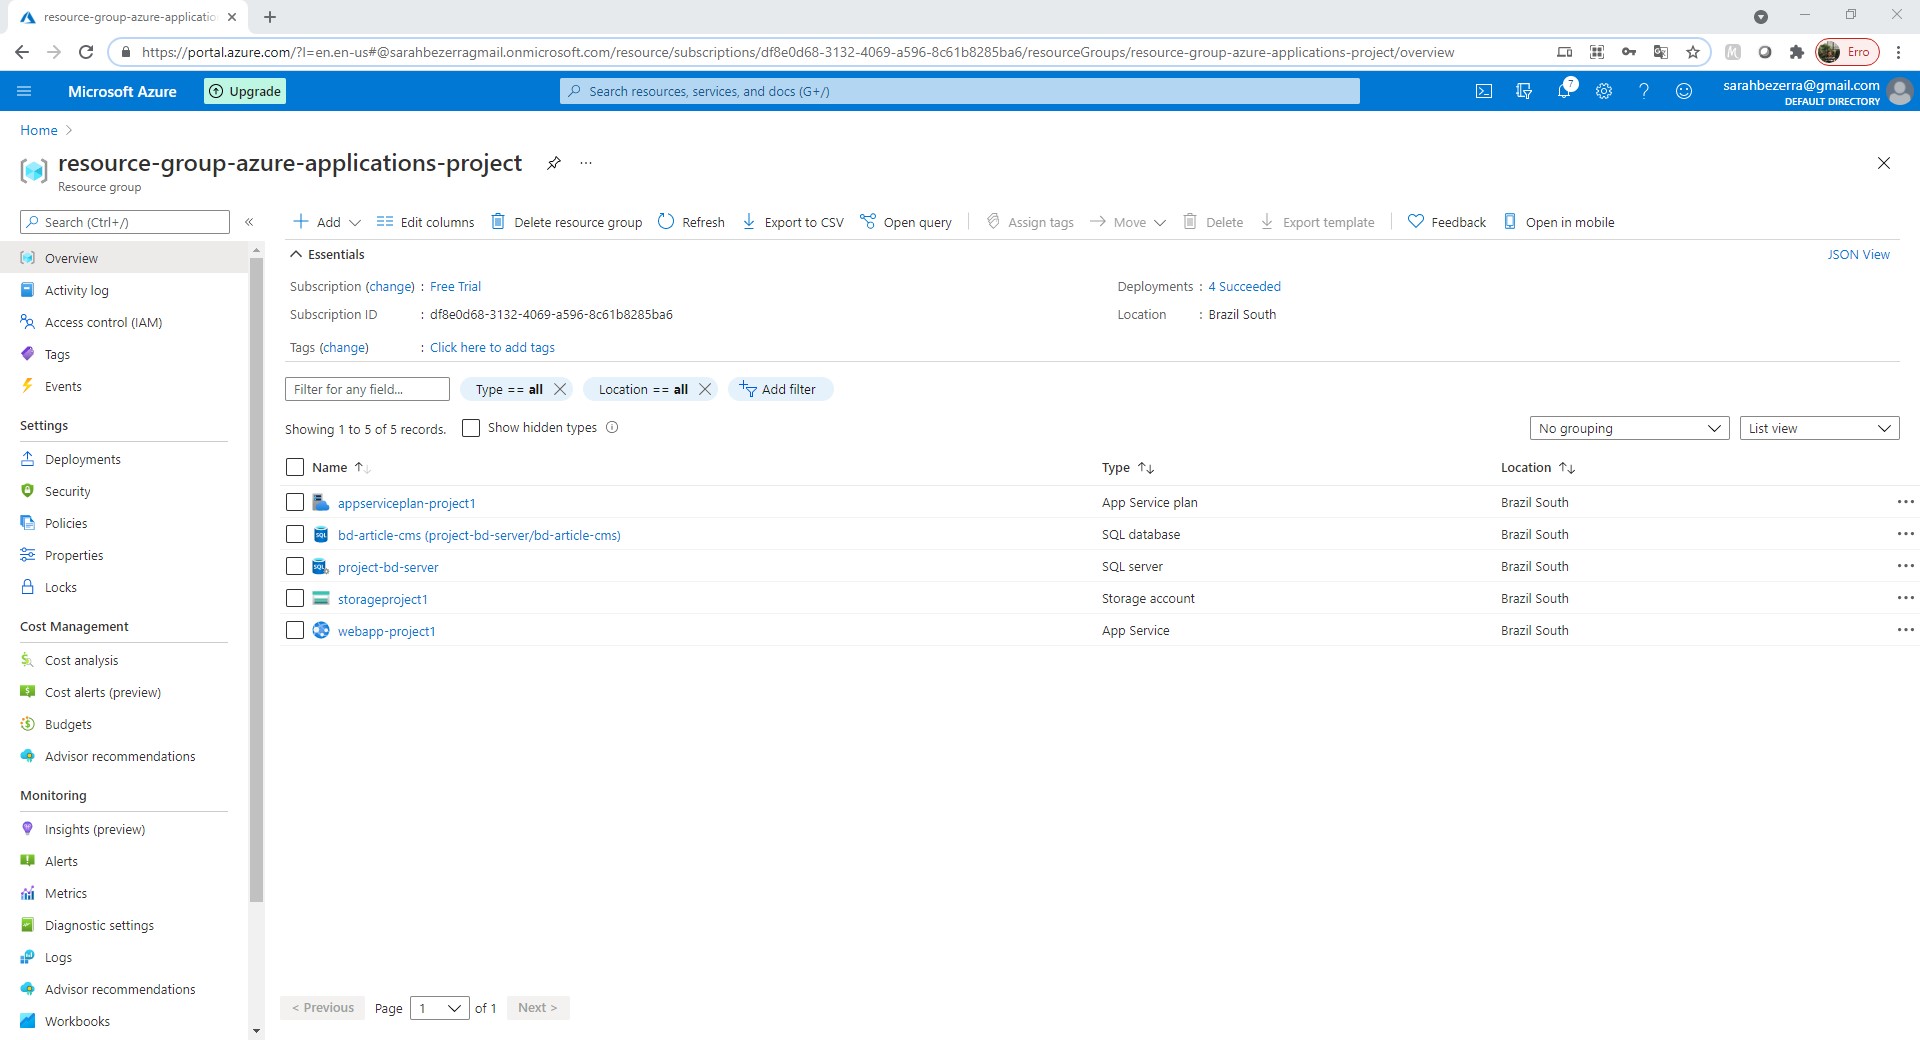 resource-group-azure-applicatio
https://portal.azure.com/?l=en.en-us#@sarahbezerragmail.onmicrosoft.com/resource/subscriptions/df8e0d68-3132-4069-a596-8c61b8285ba6/resourceGroups/resource-group-azure-applications-project/overview
Erro
Microsoft Azure
Upgrade
Search resources, services, and docs (G+/)
7
sarahbezerra@gmail.com
DEFAULT DIRECTORY
Home >
resource-group-azure-applications-project
Resource group
Search (Ctrl+/)
«
Add
Edit columns
Delete resource group
Refresh
Export to CSV
Open query
Assign tags
Move
Delete
Export template
Feedback
Open in mobile
Overview
Activity log
Access control (IAM)
Tags
Events
Settings
Deployments
Security
Policies
Properties
Locks
Cost Management
Cost analysis
Cost alerts (preview)
Budgets
Advisor recommendations
Monitoring
Insights (preview)
Alerts
Metrics
Diagnostic settings
Logs
Advisor recommendations
Workbooks
Essentials
JSON View
Subscription (change) : Free Trial
Deployments : 4 Succeeded
Subscription ID : df8e0d68-3132-4069-a596-8c61b8285ba6
Location : Brazil South
Tags (change) : Click here to add tags
Filter for any field...
Type == all
Location == all
Add filter
Showing 1 to 5 of 5 records.
Show hidden types
No grouping
List view
Name Type Location
appserviceplan-project1 App Service plan Brazil South
bd-article-cms (project-bd-server/bd-article-cms) SQL database Brazil South
project-bd-server SQL server Brazil South
storageproject1 Storage account Brazil South
webapp-project1 App Service Brazil South
< Previous Page 1 of 1 Next >